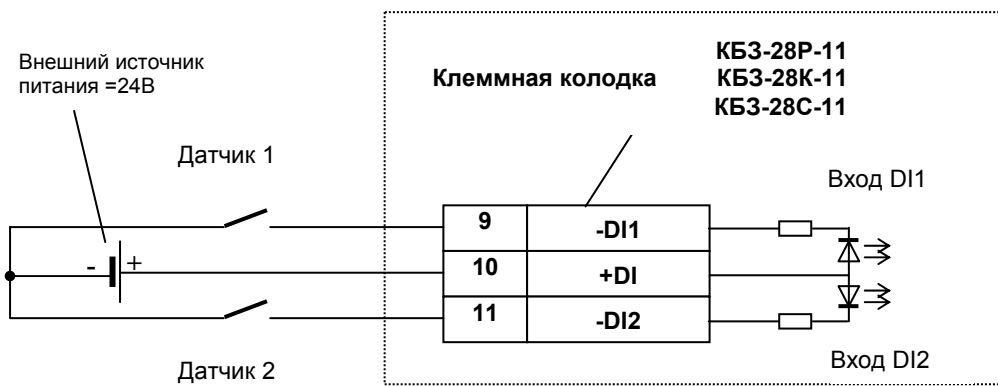 Внешний источник
питания =24В
Клеммная колодка
КБЗ-28Р-11
КБЗ-28К-11
КБЗ-28С-11
Датчик 1
Вход DI1
9 -DI1
- + 10 +DI
11 -DI2
Датчик 2
Вход DI2